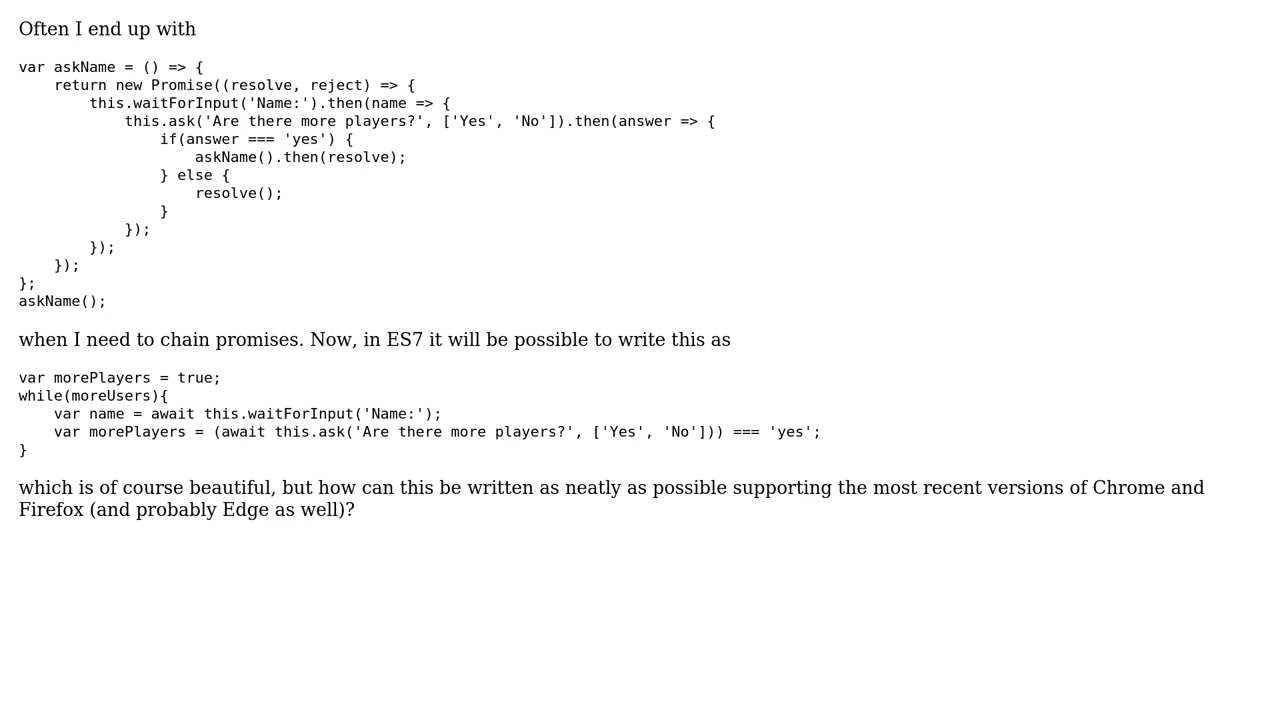 Often I end up with
var askName = () => {
    return new Promise((resolve, reject) => {
        this.waitForInput('Name:').then(name => {
            this.ask('Are there more players?', ['Yes', 'No']).then(answer => {
                if(answer === 'yes') {
                    askName().then(resolve);
                } else {
                    resolve();
                }
            });
        });
    });
};
askName();
when I need to chain promises. Now, in ES7 it will be possible to write this as
var morePlayers = true;
while(moreUsers){
    var name = await this.waitForInput('Name:');
    var morePlayers = (await this.ask('Are there more players?', ['Yes', 'No'])) === 'yes';
}
which is of course beautiful, but how can this be written as neatly as possible supporting the most recent versions of Chrome and
Firefox (and probably Edge as well)?